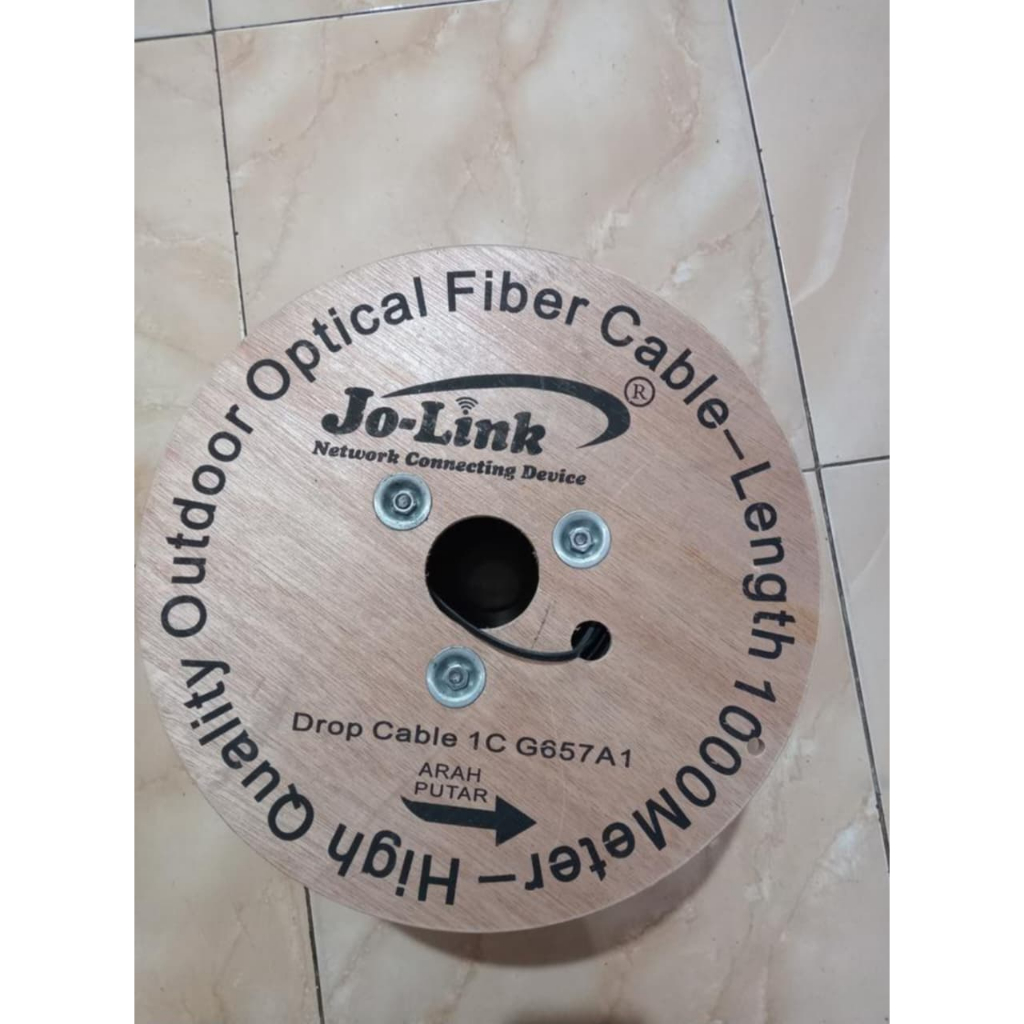 High Quality Outdoor Optical Fiber Cable–Length 1000Meter–
Jo-Link ®
Network Connecting Device
Drop Cable 1C G657A1
ARAH
PUTAR